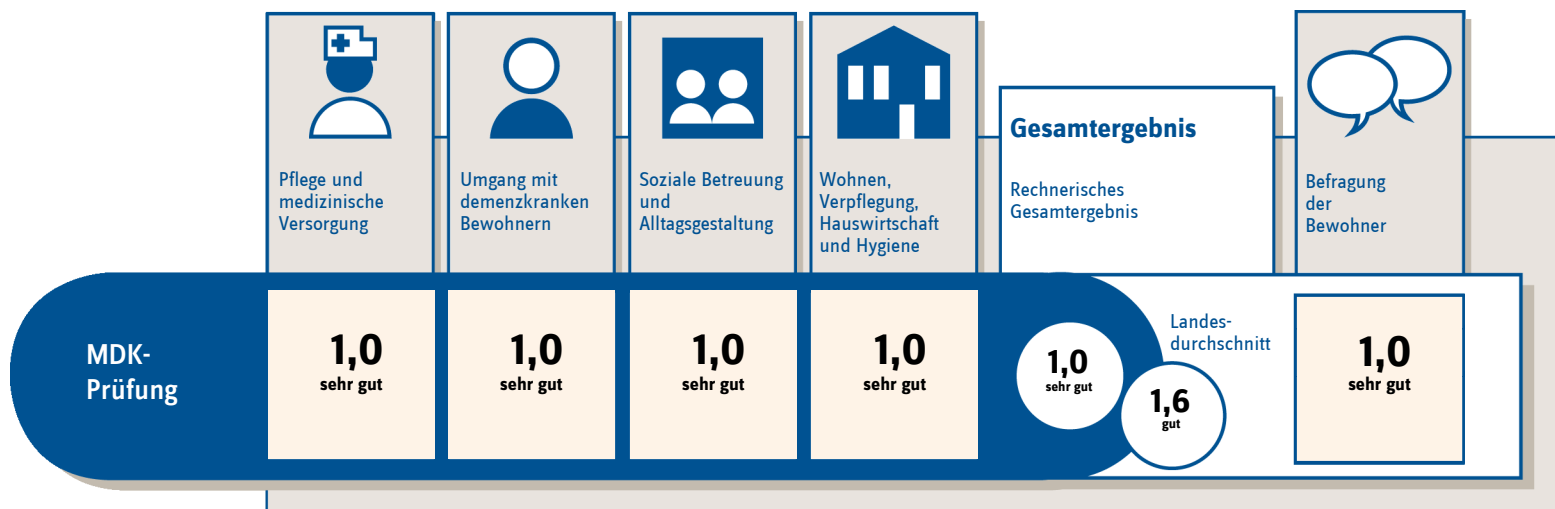 Pflege und
medizinische
Versorgung
Umgang mit
demenzkranken
Bewohnern
Soziale Betreuung
und
Alltagsgestaltung
Wohnen,
Verpflegung,
Hauswirtschaft
und Hygiene
Gesamtergebnis
Rechnerisches
Gesamtergebnis
Befragung
der
Bewohner
MDK-
Prüfung
1,0
sehr gut
1,0
sehr gut
1,0
sehr gut
1,0
sehr gut
1,0
sehr gut
Landes-
durchschnitt
1,6
gut
1,0
sehr gut